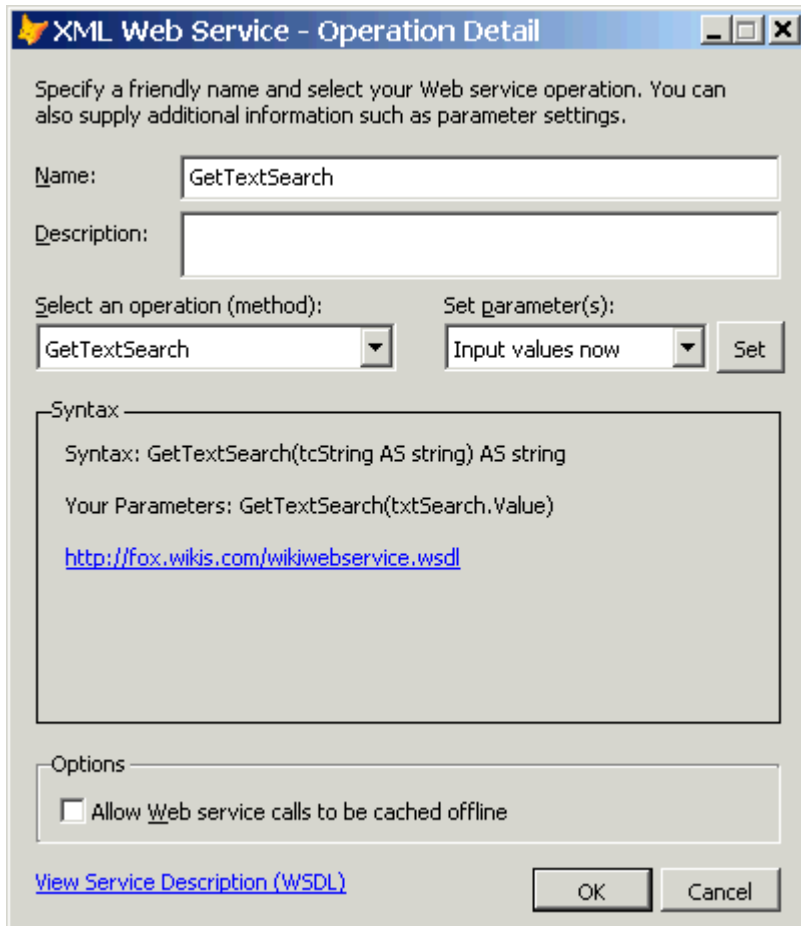 XML Web Service - Operation Detail
Specify a friendly name and select your Web service operation. You can
also supply additional information such as parameter settings.
Name: GetTextSearch
Description:
Select an operation (method): Set parameter(s):
GetTextSearch Input values now Set
Syntax
Syntax: GetTextSearch(tcString AS string) AS string
Your Parameters: GetTextSearch(txtSearch.Value)
http://fox.wikis.com/wikiwebservice.wsdl
Options
Allow Web service calls to be cached offline
View Service Description (WSDL) OK Cancel